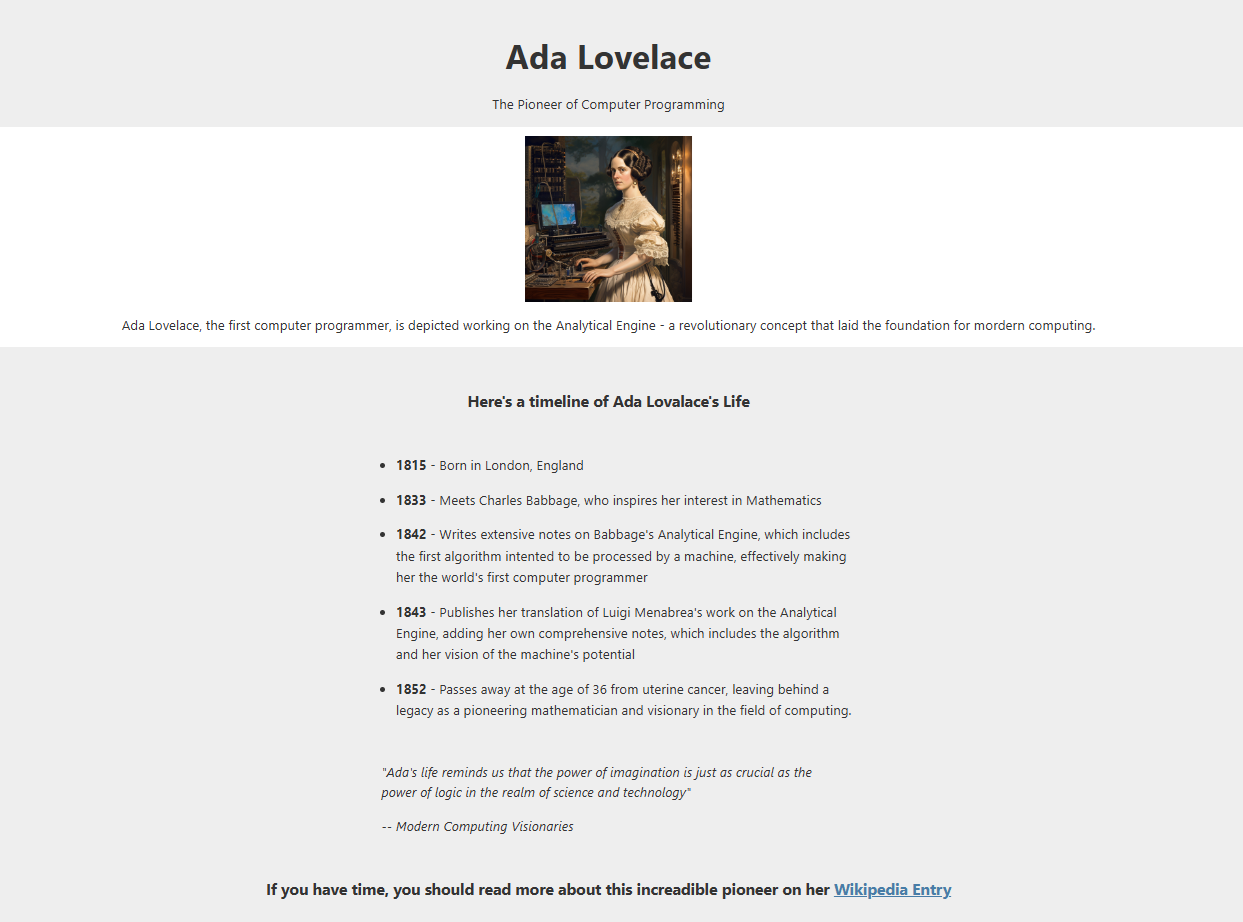 Ada Lovelace
The Pioneer of Computer Programming
Ada Lovelace, the first computer programmer, is depicted working on the Analytical Engine - a revolutionary concept that laid the foundation for mordern computing.
Here's a timeline of Ada Lovalace's Life
• 1815 - Born in London, England
• 1833 - Meets Charles Babbage, who inspires her interest in Mathematics
• 1842 - Writes extensive notes on Babbage's Analytical Engine, which includes
the first algorithm intented to be processed by a machine, effectively making
her the world's first computer programmer
• 1843 - Publishes her translation of Luigi Menabrea's work on the Analytical
Engine, adding her own comprehensive notes, which includes the algorithm
and her vision of the machine's potential
• 1852 - Passes away at the age of 36 from uterine cancer, leaving behind a
legacy as a pioneering mathematician and visionary in the field of computing.
"Ada's life reminds us that the power of imagination is just as crucial as the
power of logic in the realm of science and technology"
-- Modern Computing Visionaries
If you have time, you should read more about this increadible pioneer on her Wikipedia Entry